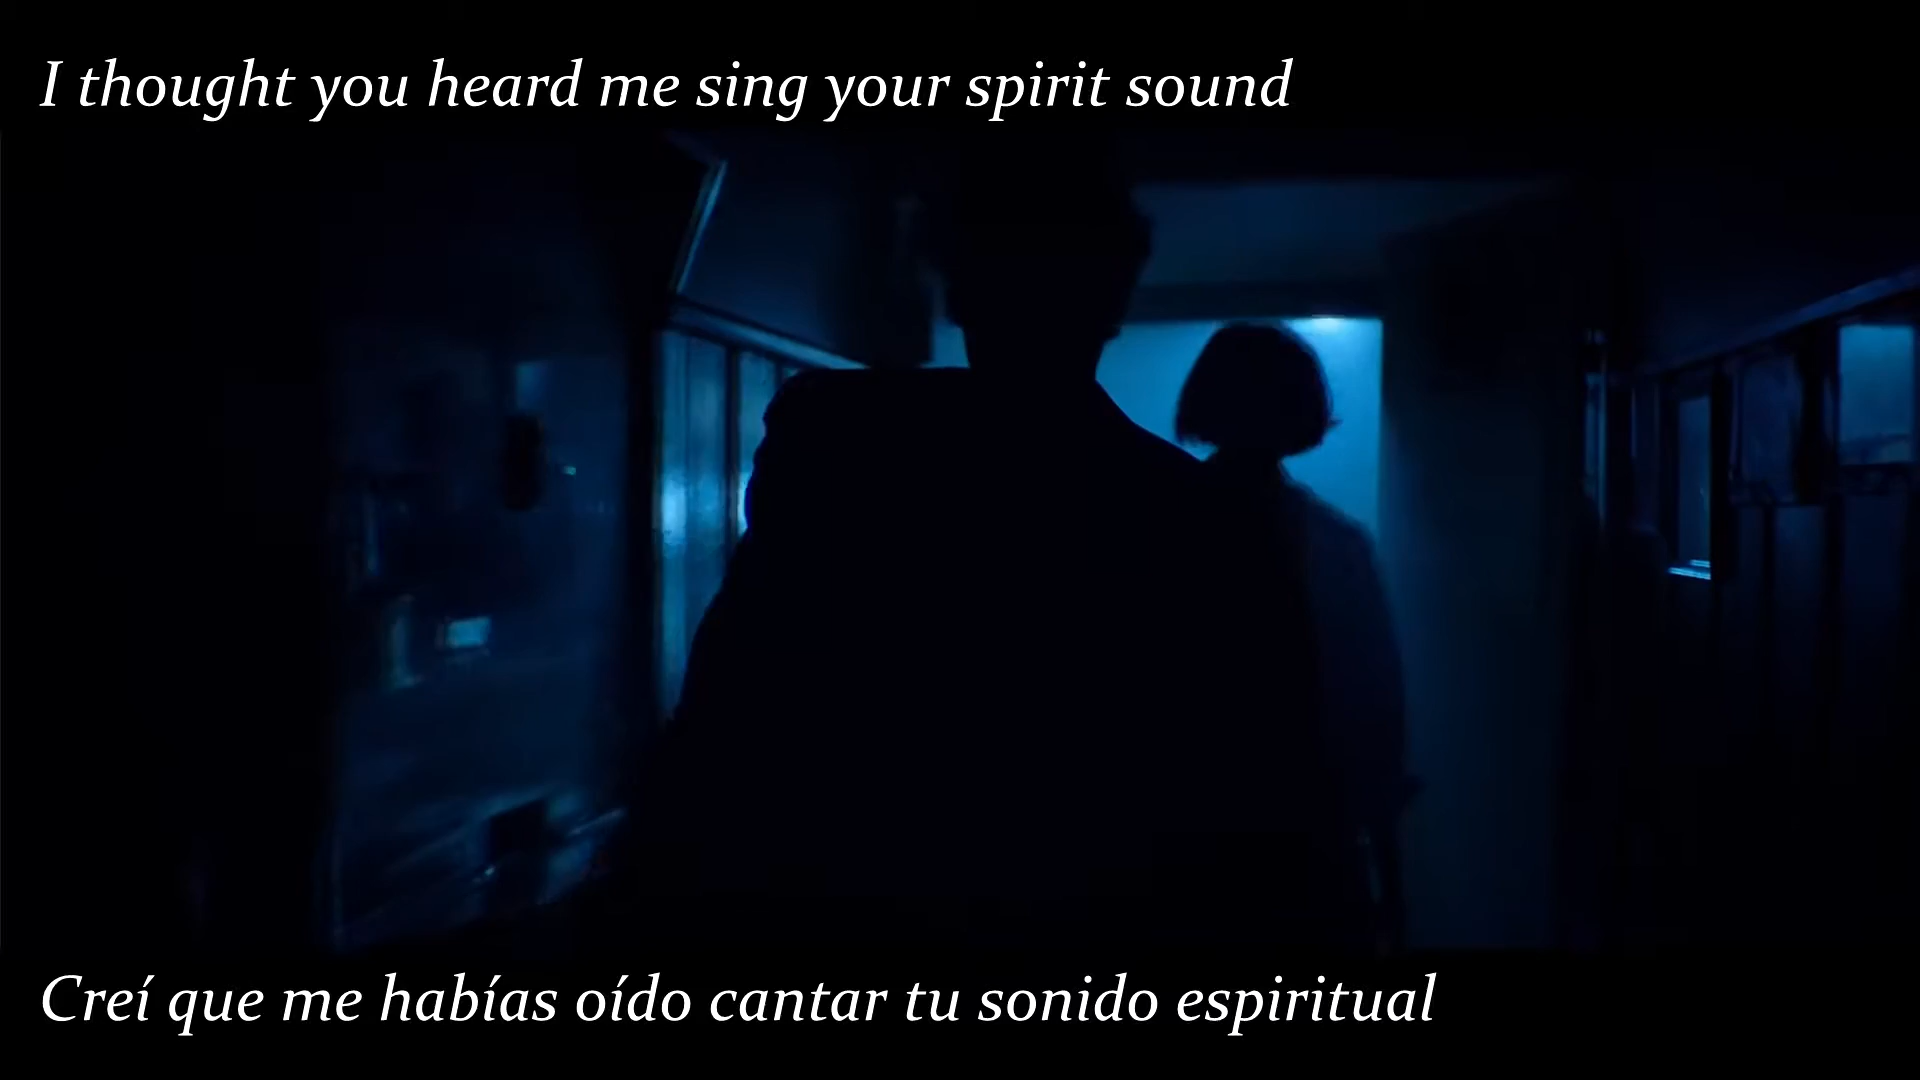 I thought you heard me sing your spirit sound
Creí que me habías oído cantar tu sonido espiritual